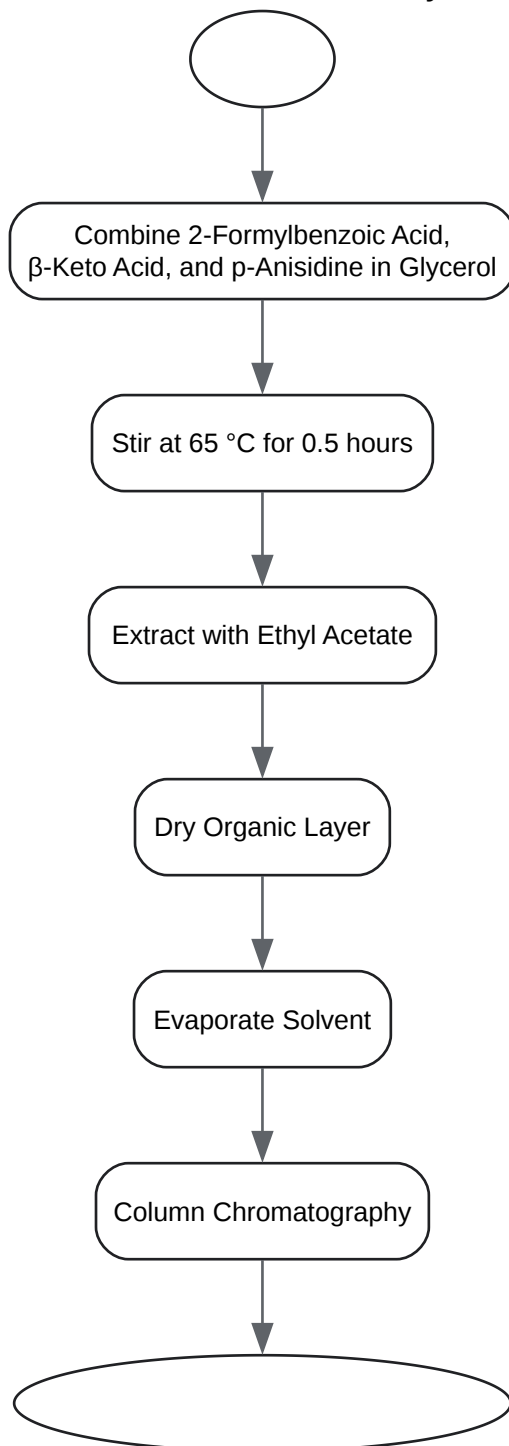 Combine 2-Formylbenzoic Acid,
β-Keto Acid, and p-Anisidine in Glycerol
Stir at 65 °C for 0.5 hours
Extract with Ethyl Acetate
Dry Organic Layer
Evaporate Solvent
Column Chromatography